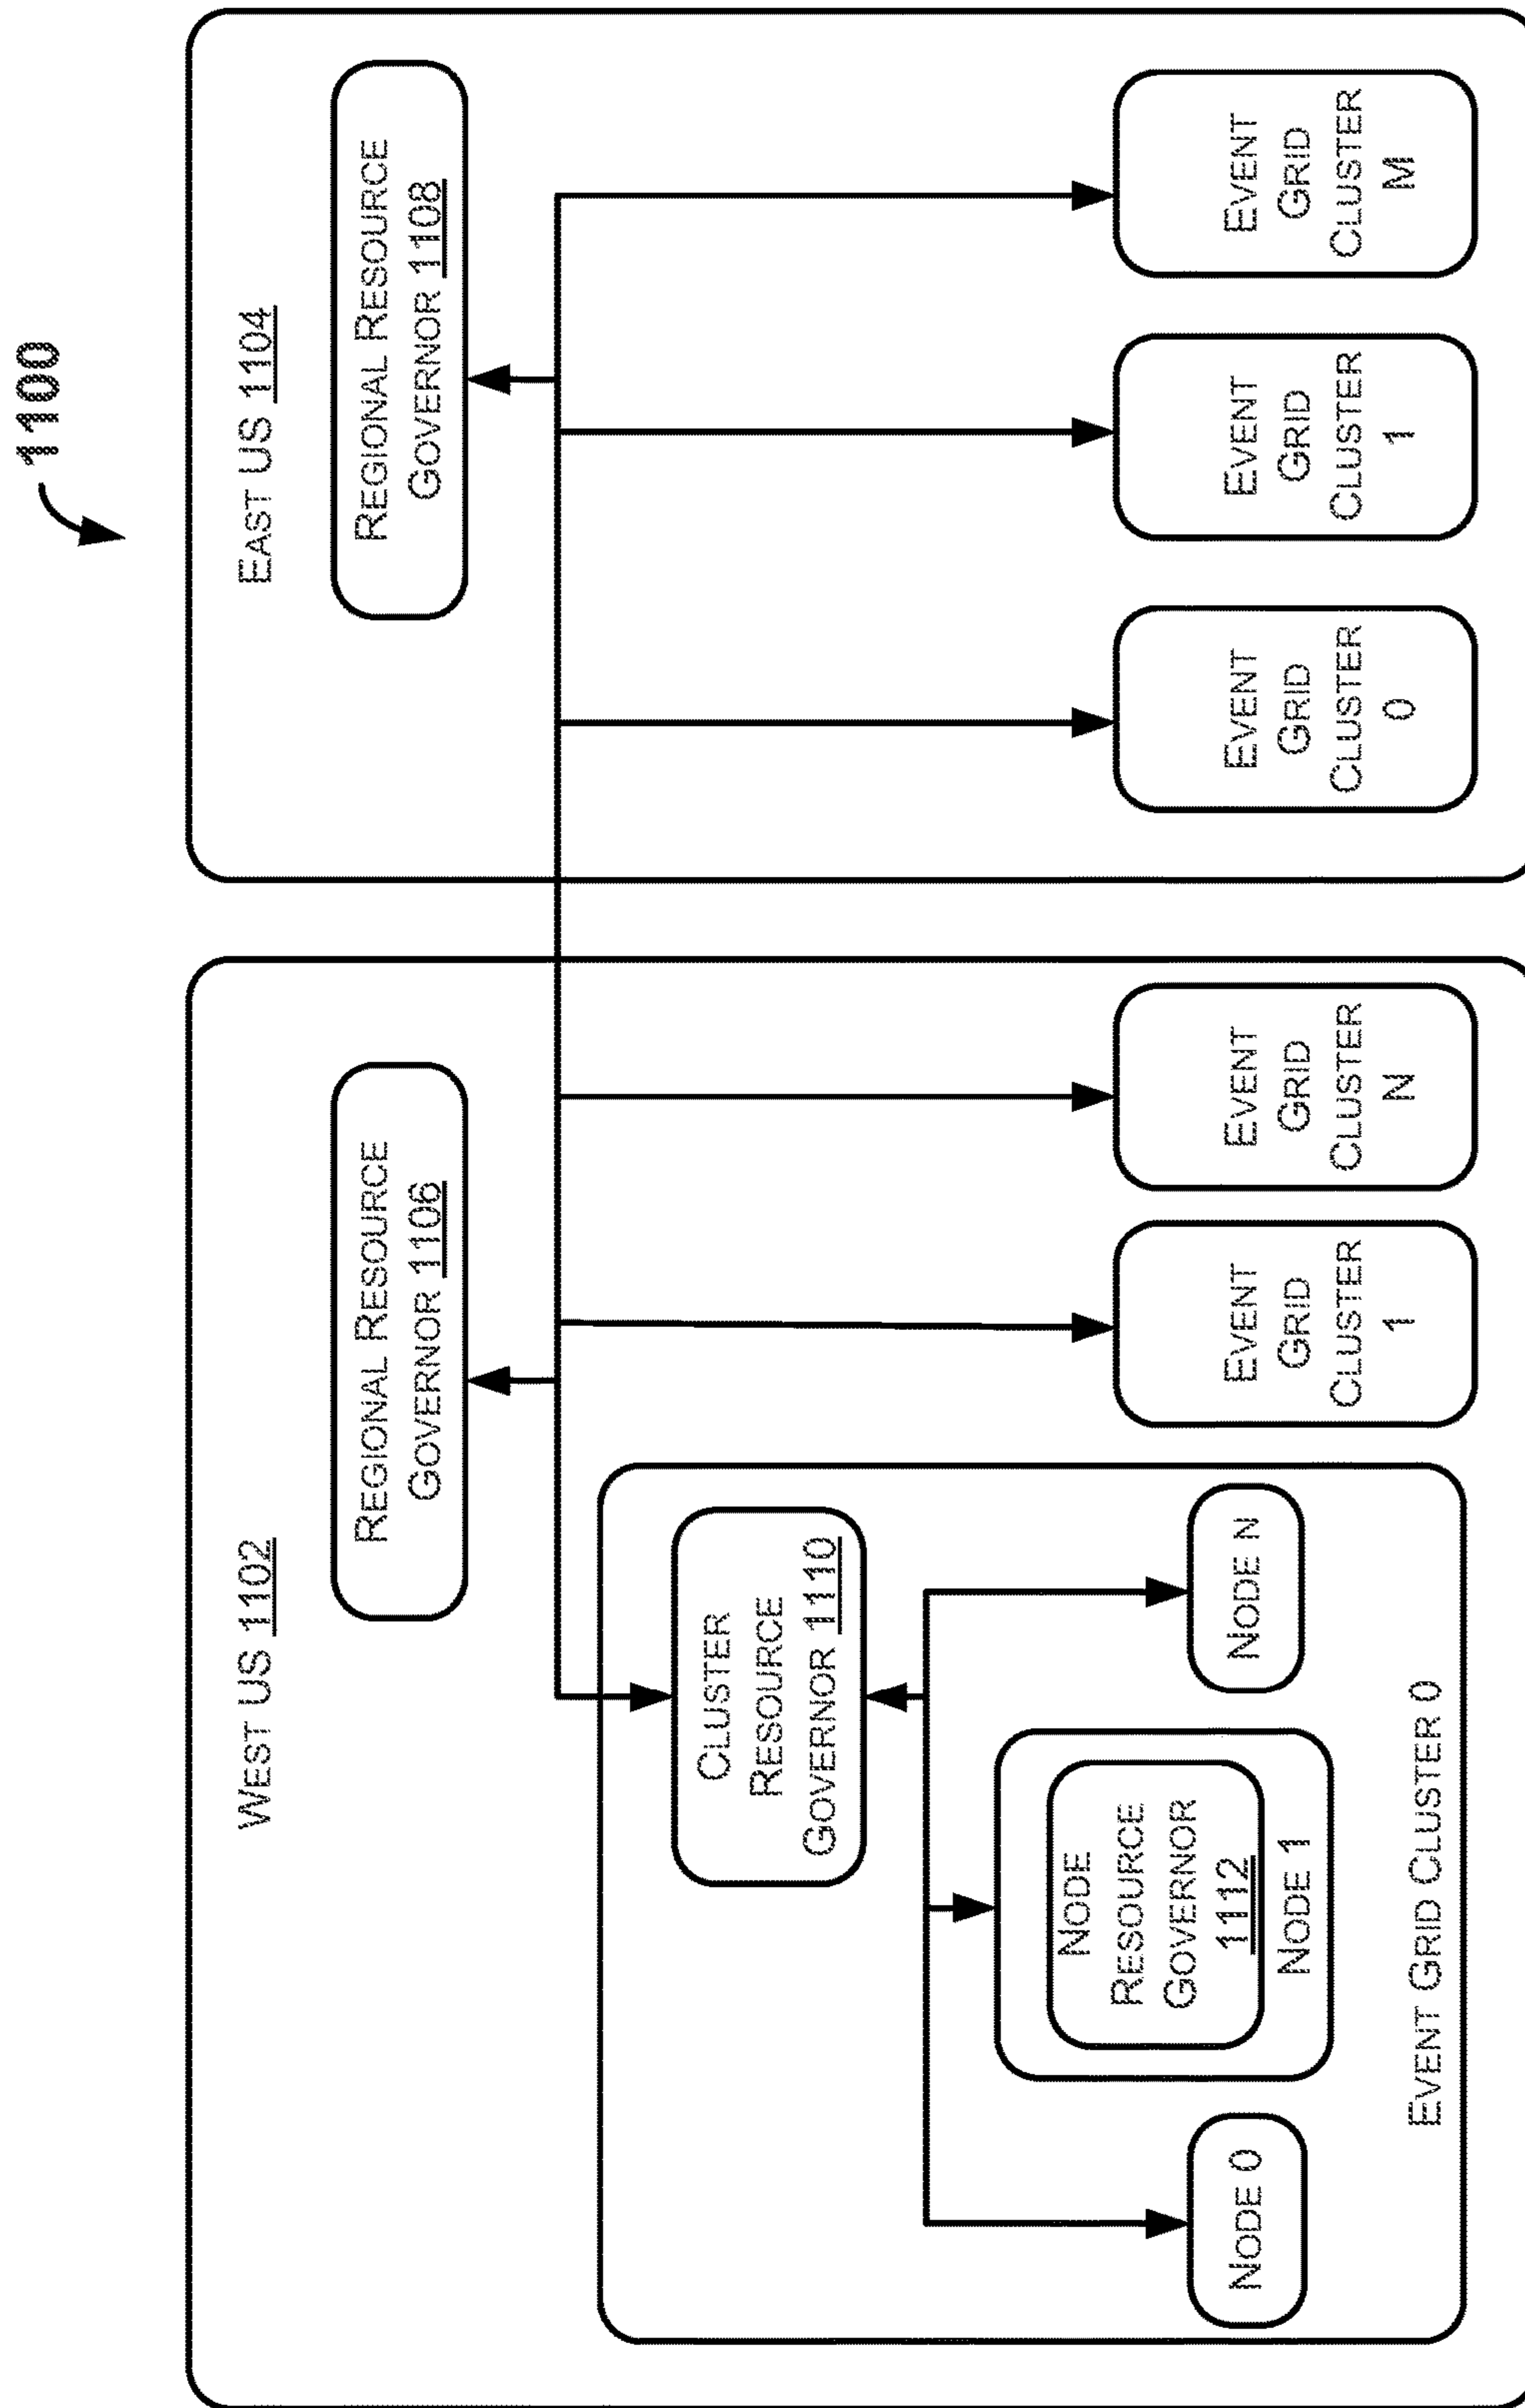 1100
WEST US 1102
REGIONAL RESOURCE
GOVERNOR 1106
CLUSTER
RESOURCE
GOVERNOR 1110
NODE 0
NODE
RESOURCE
GOVERNOR
1112
NODE 1
NODE N
EVENT GRID CLUSTER 0
EVENT
GRID
CLUSTER
1
EVENT
GRID
CLUSTER
N
EAST US 1104
REGIONAL RESOURCE
GOVERNOR 1108
EVENT
GRID
CLUSTER
0
EVENT
GRID
CLUSTER
1
EVENT
GRID
CLUSTER
M